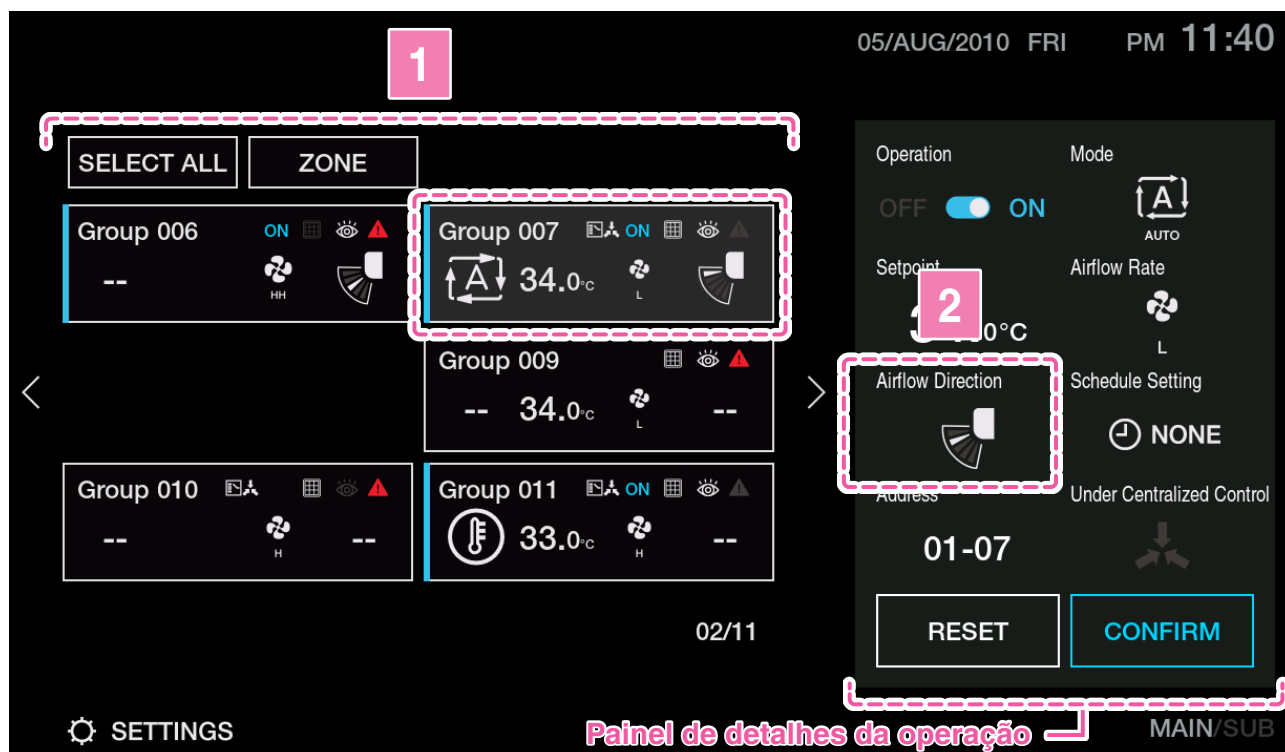 05/AUG/2010 FRI PM 11:40
1
SELECT ALL ZONE
Group 006 ON
-- HH
Group 007 ON
A 34.0°C L
Group 009
-- 34.0°C L --
Group 010
-- H --
Group 011 ON
33.0°C H --
02/11
SETTINGS
Operation Mode
OFF ON A
AUTO
Setpoint Airflow Rate
2
0°C
L
Airflow Direction Schedule Setting
NONE
Address Under Centralized Control
01-07
RESET CONFIRM
Painel de detalhes da operação
MAIN/SUB